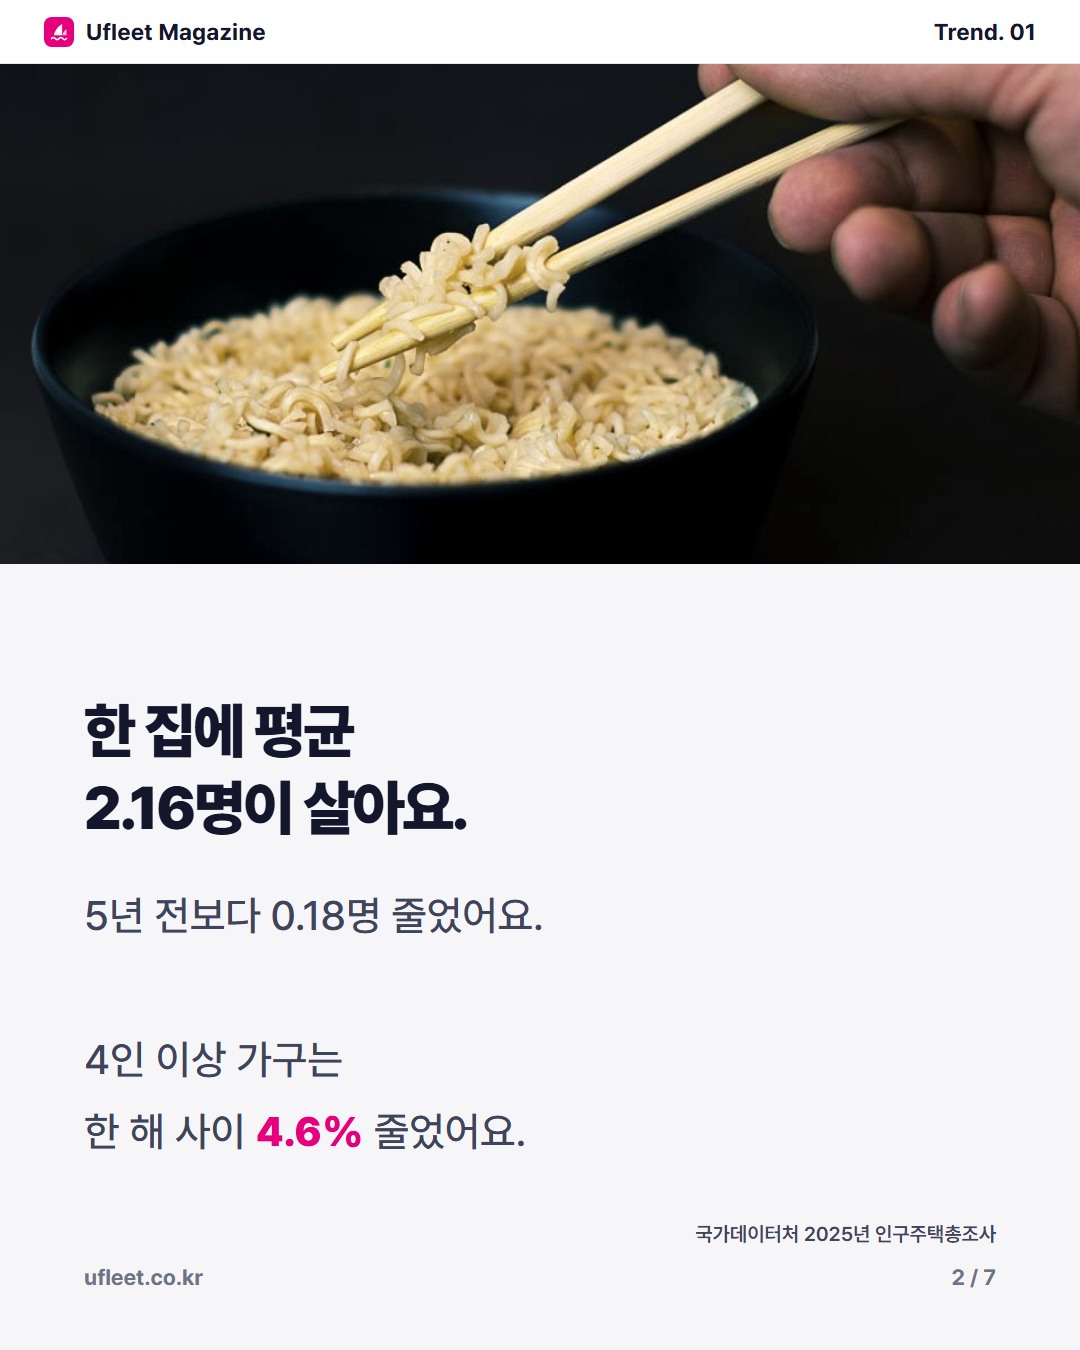 Ufleet Magazine
Trend. 01
한 집에 평균
2.16명이 살아요.
5년 전보다 0.18명 줄었어요.
4인 이상 가구는
한 해 사이 4.6% 줄었어요.
국가데이터처 2025년 인구주택총조사
ufleet.co.kr
2 / 7